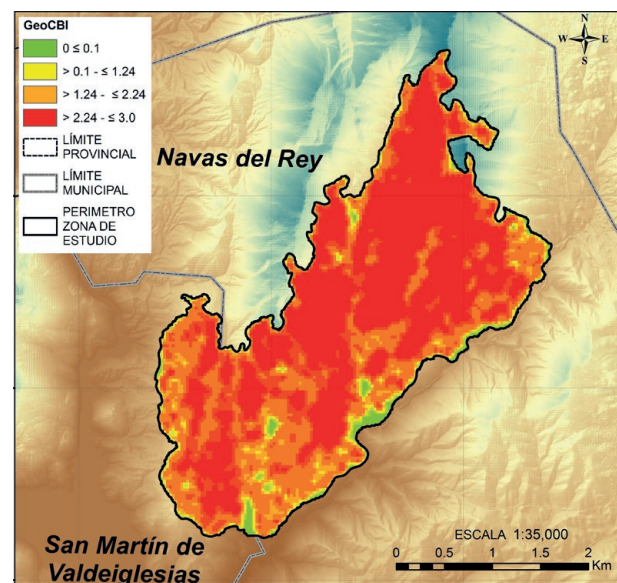 GeoCBI
0 ≤ 0.1
> 0.1 - ≤ 1.24
> 1.24 - ≤ 2.24
> 2.24 - ≤ 3.0
LÍMITE
PROVINCIAL
LÍMITE
MUNICIPAL
PERIMETRO
ZONA DE
ESTUDIO
N
W E
S
Navas del Rey
San Martín de
Valdeiglesias
ESCALA 1:35,000
0 0.5 1 1.5 2
Km